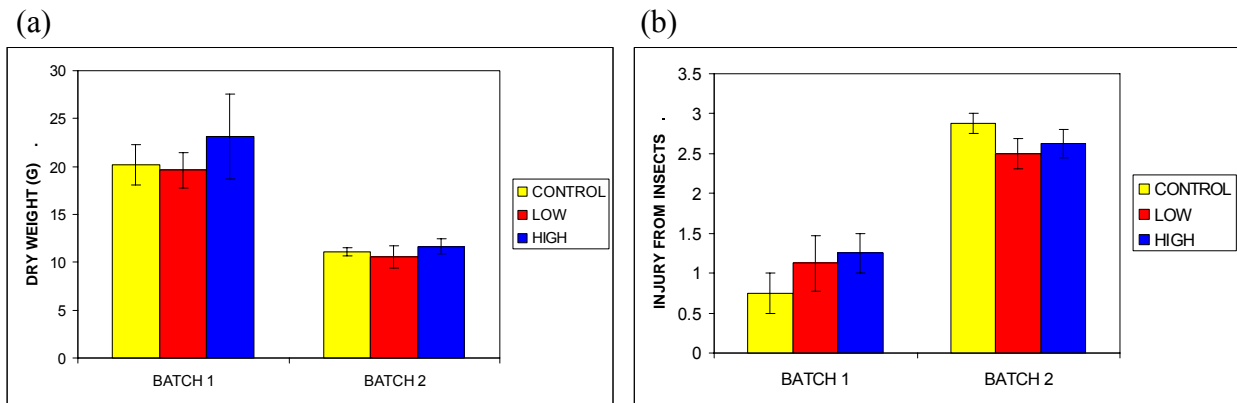 (a)
30
25
20
15
10
5
0
DRY WEIGHT (G) .
BATCH 1
BATCH 2
CONTROL
LOW
HIGH
(b)
3.5
3
2.5
2
1.5
1
0.5
0
INJURY FROM INSECTS .
BATCH 1
BATCH 2
CONTROL
LOW
HIGH